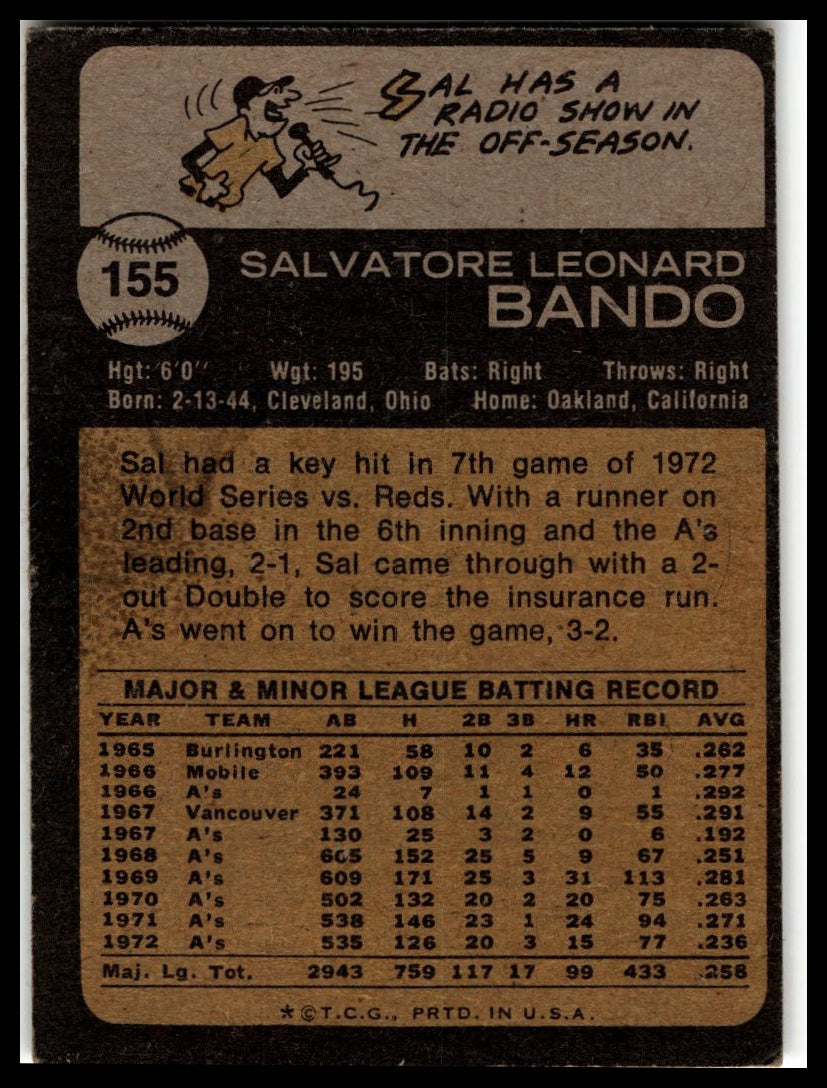 SAL HAS A
RADIO SHOW IN
THE OFF-SEASON.
155
SALVATORE LEONARD
BANDO
Hgt: 6'0" Wgt: 195 Bats: Right Throws: Right
Born: 2-13-44, Cleveland, Ohio Home: Oakland, California
Sal had a key hit in 7th game of 1972
World Series vs. Reds. With a runner on
2nd base in the 6th inning and the A's
leading, 2-1, Sal came through with a 2-
out Double to score the insurance run.
A's went on to win the game, 3-2.
MAJOR & MINOR LEAGUE BATTING RECORD
YEAR TEAM AB H 2B 3B HR RBI AVG
1965 Burlington 221 58 10 2 6 35 .262
1966 Mobile 393 109 11 4 12 50 .277
1966 A's 24 7 1 1 0 1 .292
1967 Vancouver 371 108 14 2 9 55 .291
1967 A's 130 25 3 2 0 6 .192
1968 A's 605 152 25 5 9 67 .251
1969 A's 609 171 25 3 31 113 .281
1970 A's 502 132 20 2 20 75 .263
1971 A's 538 146 23 1 24 94 .271
1972 A's 535 126 20 3 15 77 .236
Maj. Lg. Tot. 2943 759 117 17 99 433 .258
*©T.C.G., PRTD. IN U.S.A.